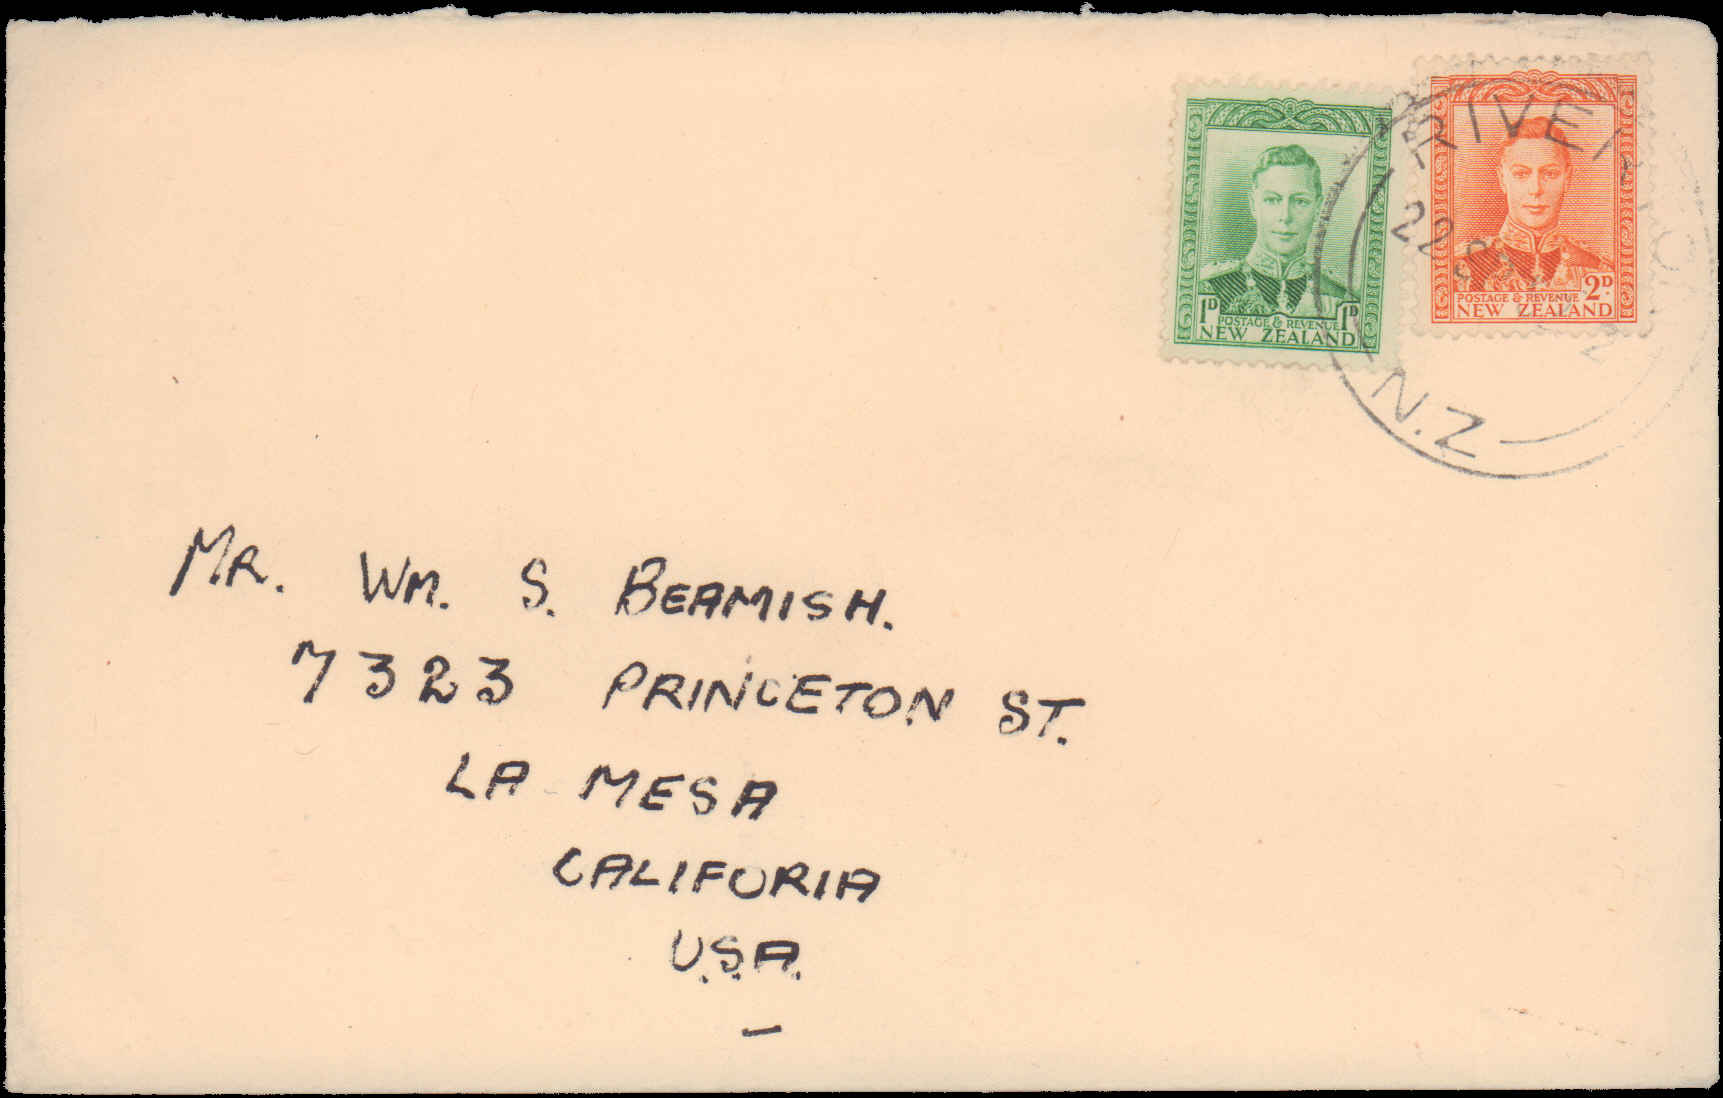 1D 1D
POSTAGE & REVENUE
NEW ZEALAND
2D
POSTAGE & REVENUE
NEW ZEALAND
22
N.Z
MR. WM. S. BEAMISH.
7323 PRINCETON ST.
LA MESA
CALIFORIA
U.S.A.